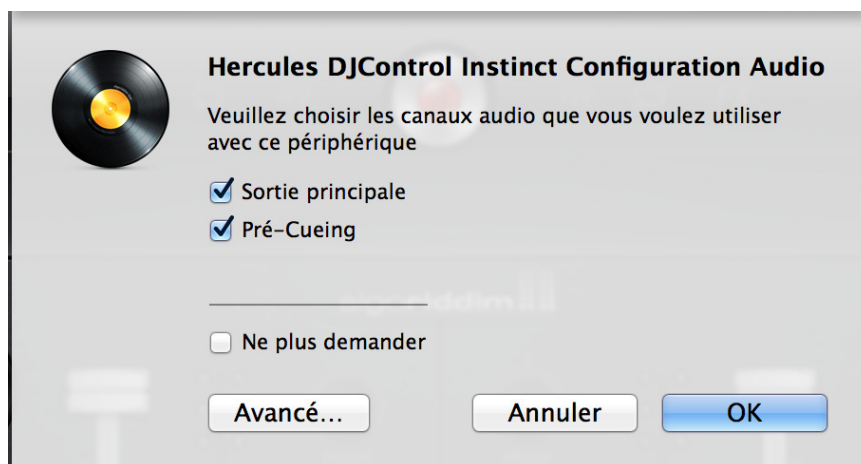 Hercules DJControl Instinct Configuration Audio
Veuillez choisir les canaux audio que vous voulez utiliser
avec ce périphérique
Sortie principale
Pré-Cueing
algoriddim
Ne plus demander
Avancé...
Annuler
OK